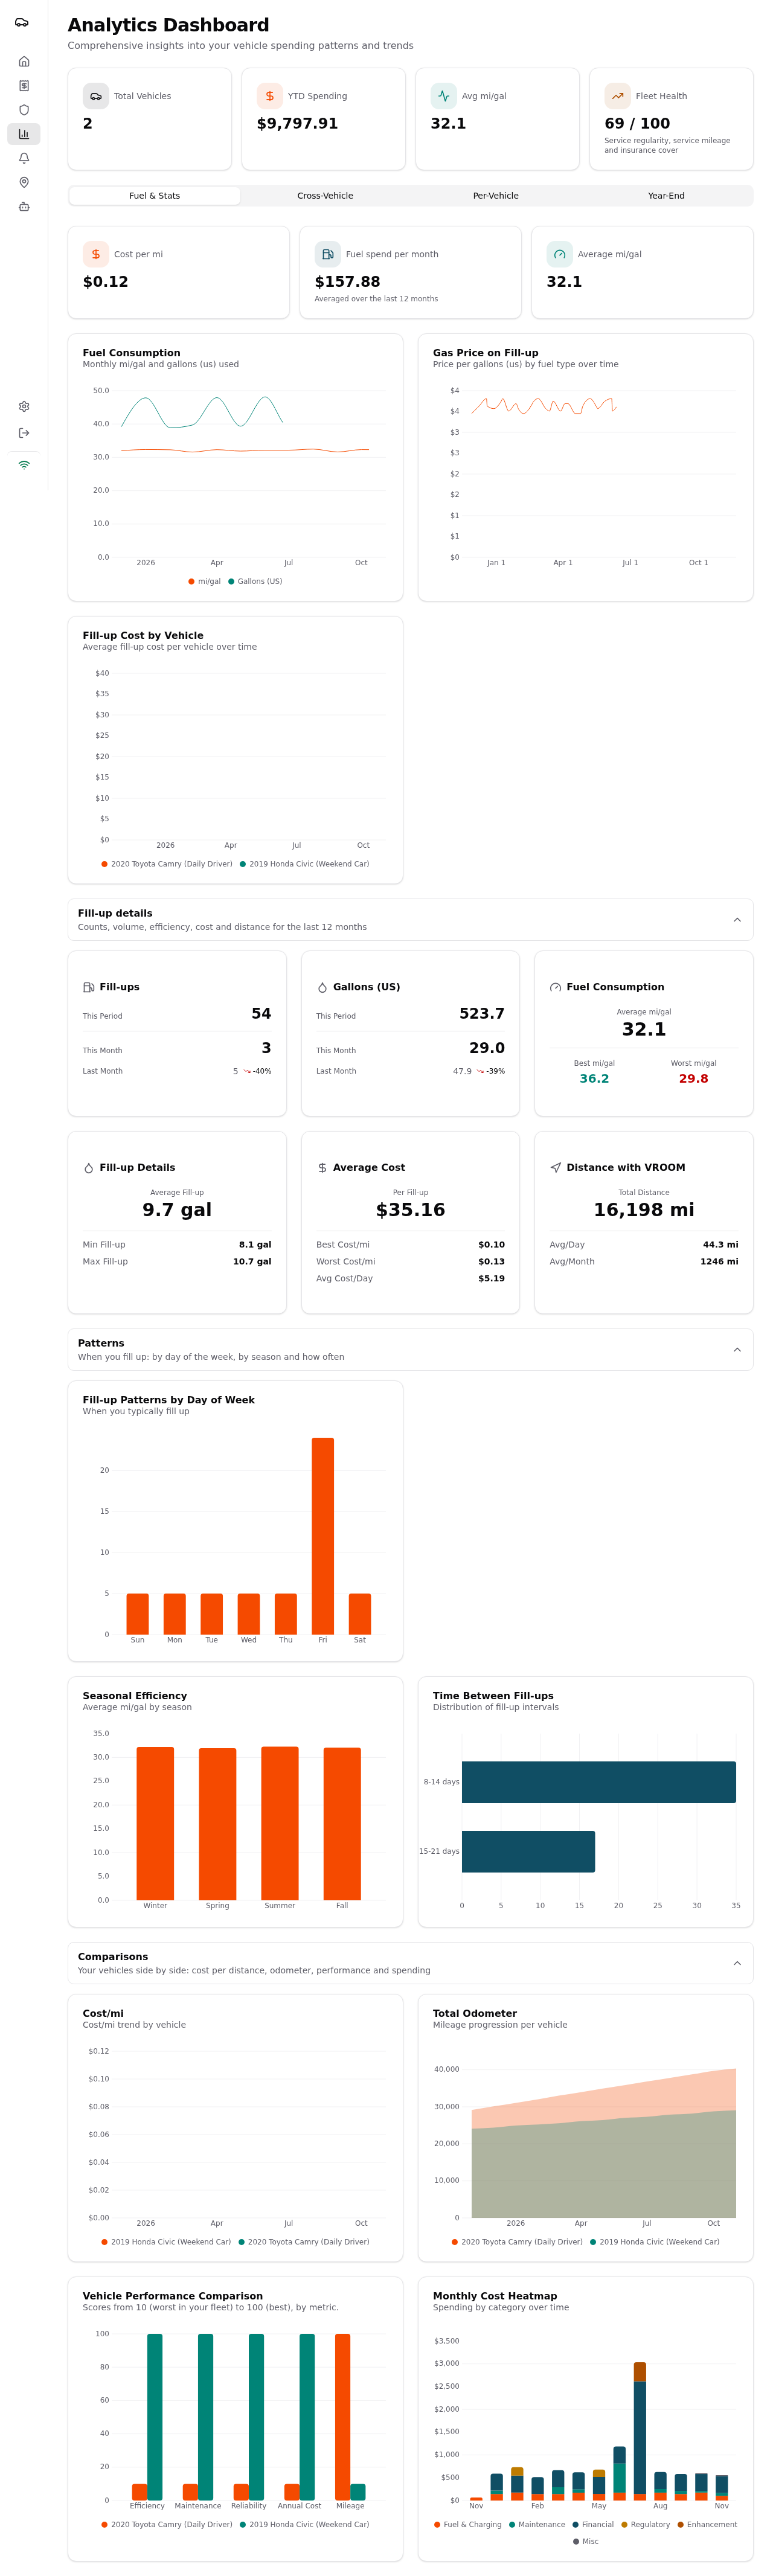 Analytics Dashboard
Comprehensive insights into your vehicle spending patterns and trends
Total Vehicles
2
YTD Spending
$9,797.91
Avg mi/gal
32.1
Fleet Health
69 / 100
Service regularity, service mileage
and insurance cover
Fuel & Stats
Cross-Vehicle
Per-Vehicle
Year-End
Cost per mi
$0.12
Fuel spend per month
$157.88
Averaged over the last 12 months
Average mi/gal
32.1
Fuel Consumption
Monthly mi/gal and gallons (us) used
50.0
40.0
30.0
20.0
10.0
0.0
2026 Apr Jul Oct
mi/gal Gallons (US)
Gas Price on Fill-up
Price per gallons (us) by fuel type over time
$4
$4
$3
$3
$2
$2
$1
$1
$0
Jan 1 Apr 1 Jul 1 Oct 1
Fill-up Cost by Vehicle
Average fill-up cost per vehicle over time
$40
$35
$30
$25
$20
$15
$10
$5
$0
2026 Apr Jul Oct
2020 Toyota Camry (Daily Driver) 2019 Honda Civic (Weekend Car)
Fill-up details
Counts, volume, efficiency, cost and distance for the last 12 months
Fill-ups
This Period 54
This Month 3
Last Month 5 -40%
Gallons (US)
This Period 523.7
This Month 29.0
Last Month 47.9 -39%
Fuel Consumption
Average mi/gal
32.1
Best mi/gal Worst mi/gal
36.2 29.8
Fill-up Details
Average Fill-up
9.7 gal
Min Fill-up 8.1 gal
Max Fill-up 10.7 gal
Average Cost
Per Fill-up
$35.16
Best Cost/mi $0.10
Worst Cost/mi $0.13
Avg Cost/Day $5.19
Distance with VROOM
Total Distance
16,198 mi
Avg/Day 44.3 mi
Avg/Month 1246 mi
Patterns
When you fill up: by day of the week, by season and how often
Fill-up Patterns by Day of Week
When you typically fill up
20
15
10
5
0
Sun Mon Tue Wed Thu Fri Sat
Seasonal Efficiency
Average mi/gal by season
35.0
30.0
25.0
20.0
15.0
10.0
5.0
0.0
Winter Spring Summer Fall
Time Between Fill-ups
Distribution of fill-up intervals
8-14 days
15-21 days
0 5 10 15 20 25 30 35
Comparisons
Your vehicles side by side: cost per distance, odometer, performance and spending
Cost/mi
Cost/mi trend by vehicle
$0.12
$0.10
$0.08
$0.06
$0.04
$0.02
$0.00
2026 Apr Jul Oct
2019 Honda Civic (Weekend Car) 2020 Toyota Camry (Daily Driver)
Total Odometer
Mileage progression per vehicle
40,000
30,000
20,000
10,000
0
2026 Apr Jul Oct
2020 Toyota Camry (Daily Driver) 2019 Honda Civic (Weekend Car)
Vehicle Performance Comparison
Scores from 10 (worst in your fleet) to 100 (best), by metric.
100
80
60
40
20
0
Efficiency Maintenance Reliability Annual Cost Mileage
2020 Toyota Camry (Daily Driver) 2019 Honda Civic (Weekend Car)
Monthly Cost Heatmap
Spending by category over time
$3,500
$3,000
$2,500
$2,000
$1,500
$1,000
$500
$0
Nov Feb May Aug Nov
Fuel & Charging Maintenance Financial Regulatory Enhancement
Misc